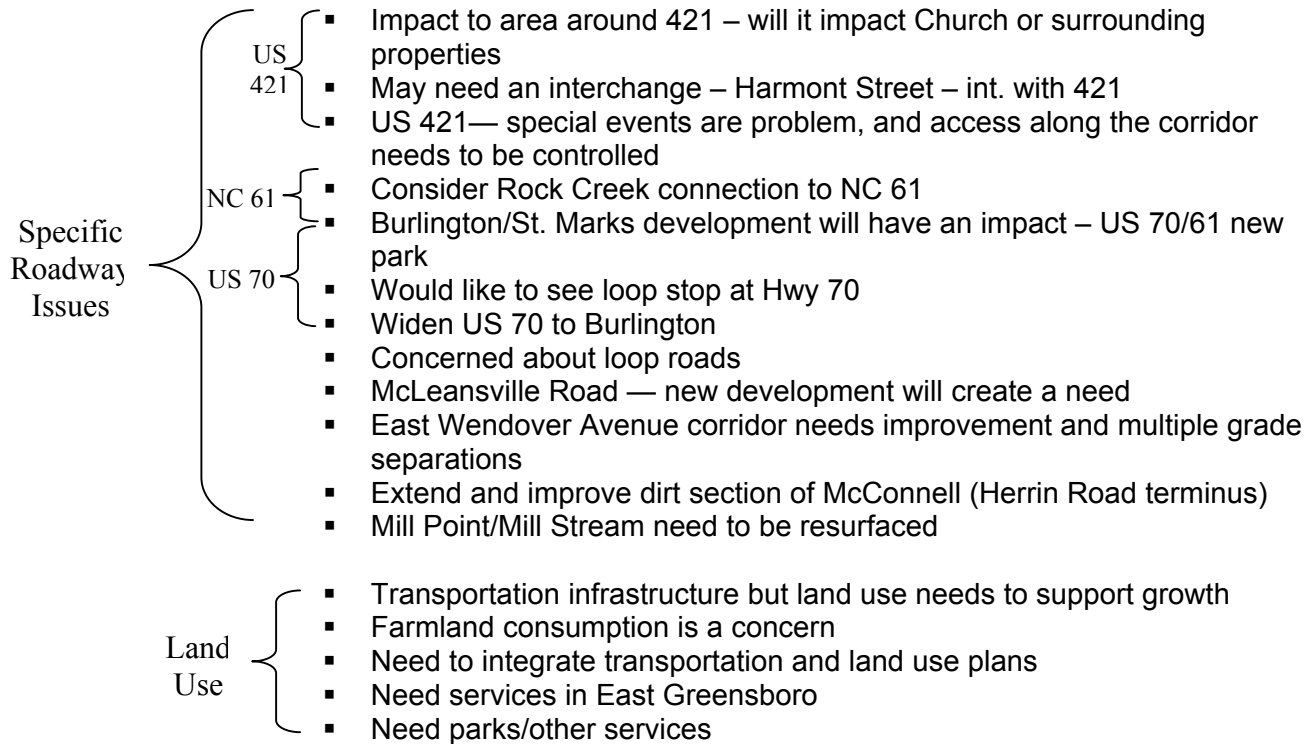 ▪ Impact to area around 421 – will it impact Church or surrounding
properties
US
421
▪ May need an interchange – Harmont Street – int. with 421
▪ US 421— special events are problem, and access along the corridor
needs to be controlled
NC 61
▪ Consider Rock Creek connection to NC 61
▪ Burlington/St. Marks development will have an impact – US 70/61 new
park
Specific
Roadway
Issues
US 70
▪ Would like to see loop stop at Hwy 70
▪ Widen US 70 to Burlington
▪ Concerned about loop roads
▪ McLeansville Road — new development will create a need
▪ East Wendover Avenue corridor needs improvement and multiple grade
separations
▪ Extend and improve dirt section of McConnell (Herrin Road terminus)
▪ Mill Point/Mill Stream need to be resurfaced
Land
Use
▪ Transportation infrastructure but land use needs to support growth
▪ Farmland consumption is a concern
▪ Need to integrate transportation and land use plans
▪ Need services in East Greensboro
▪ Need parks/other services